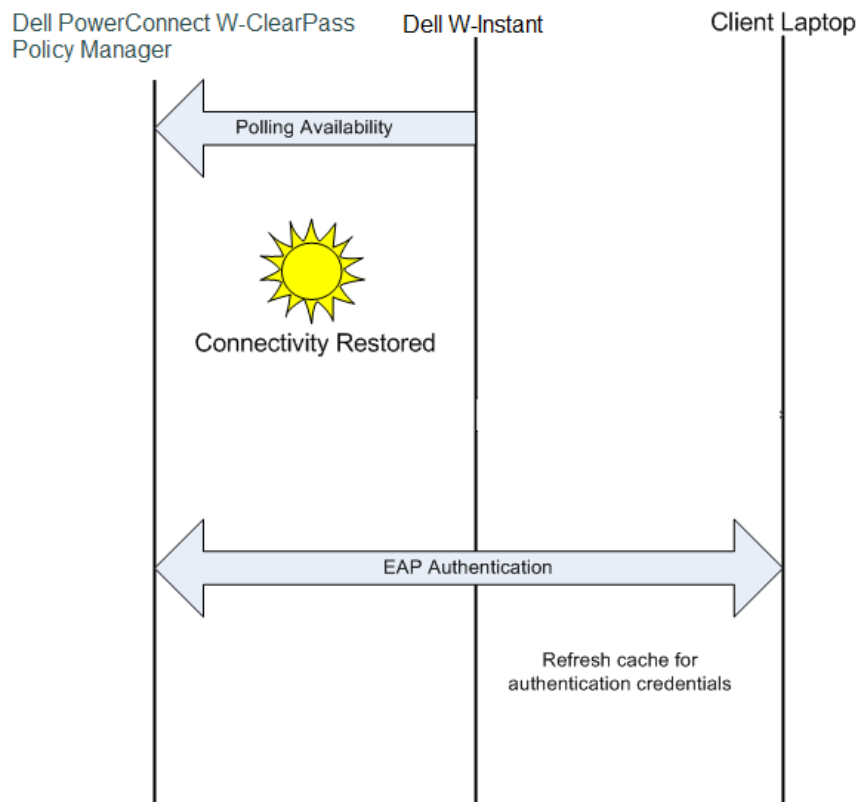 Dell PowerConnect W-ClearPass
Policy Manager
Dell W-Instant
Client Laptop
Polling Availability
Connectivity Restored
EAP Authentication
Refresh cache for
authentication credentials